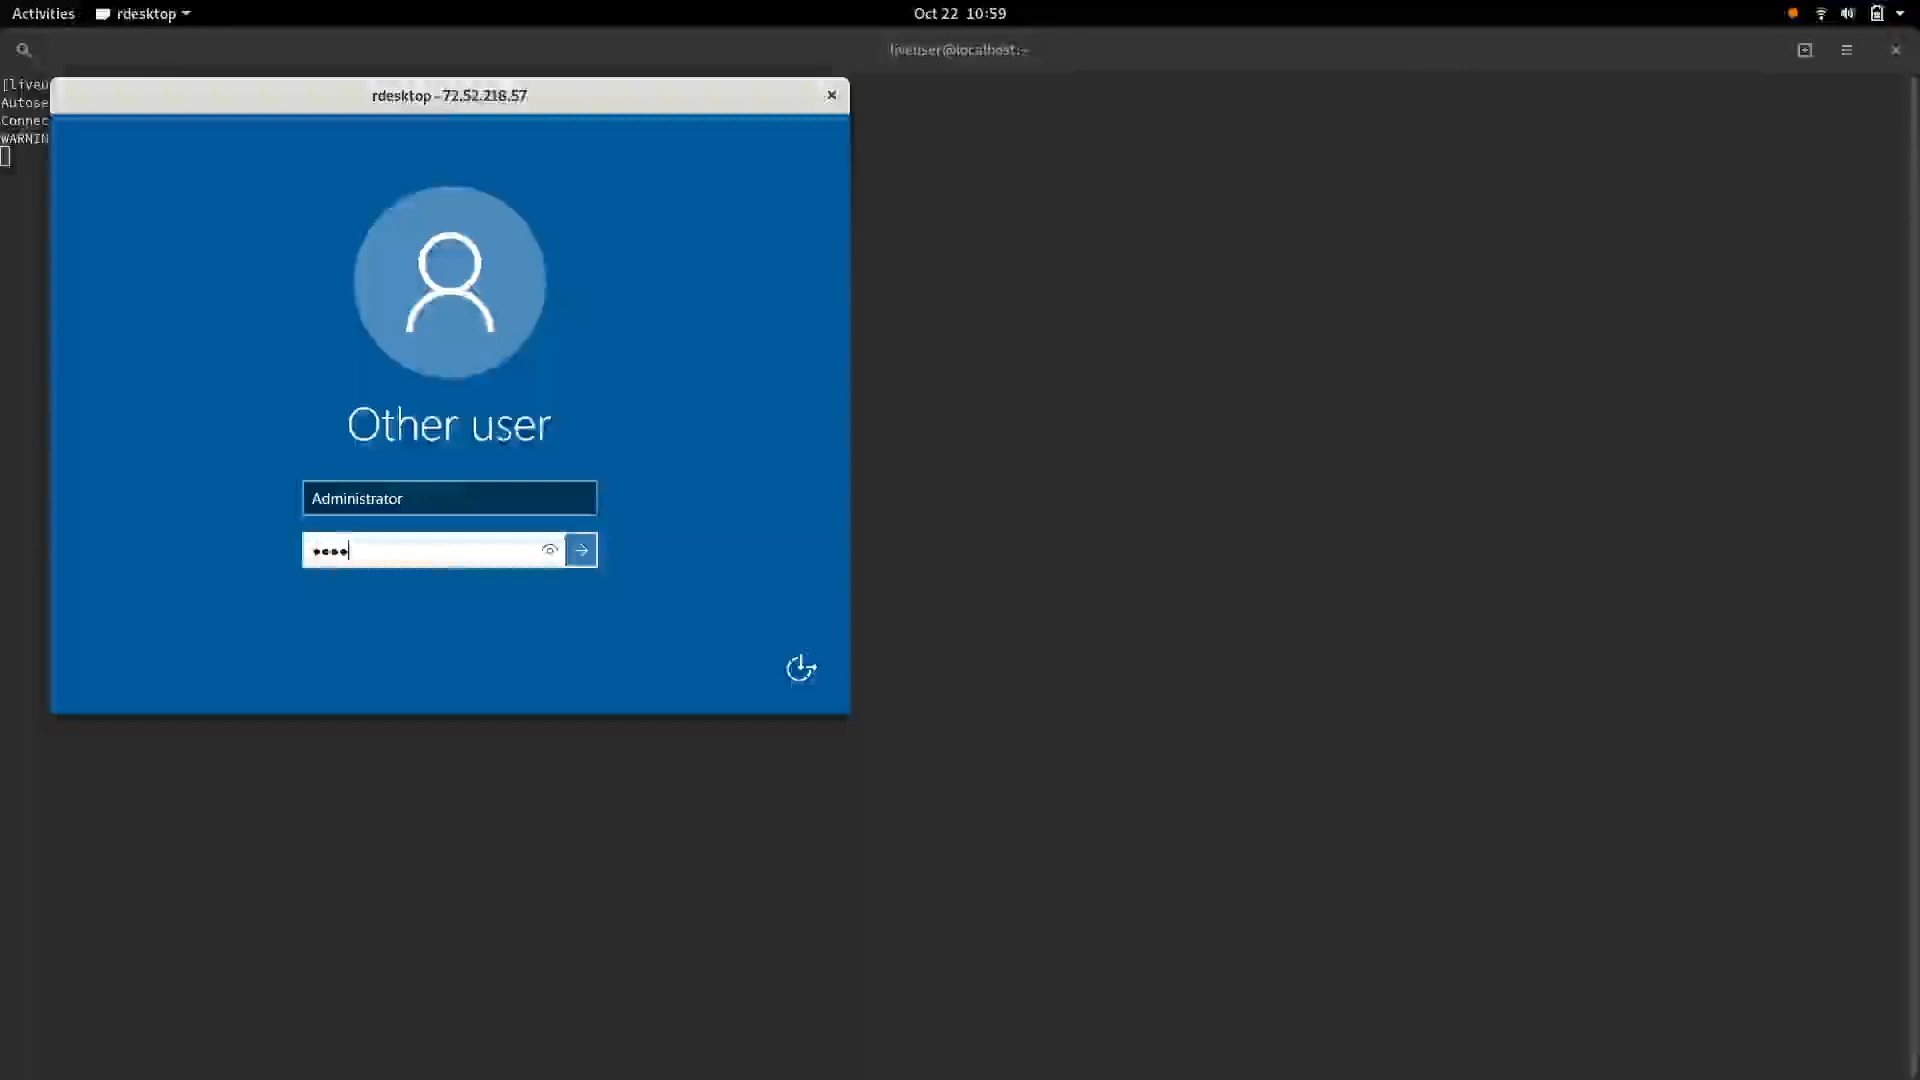 Activities rdesktop Oct 22 10:59
liveuser@localhost:~
[liveu
Autose
Connec
WARNIN
rdesktop - 72.52.218.57
Other user
Administrator